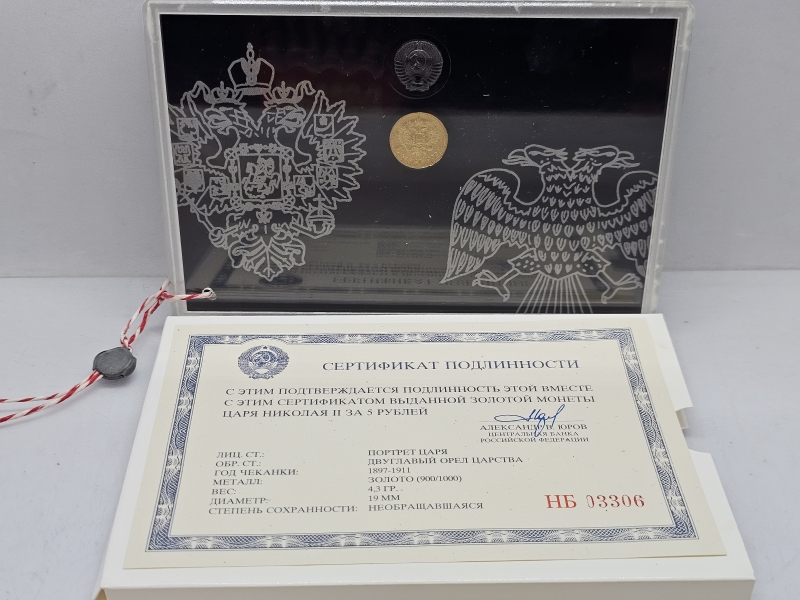 СЕРТИФИКАТ ПОДЛИННОСТИ
С ЭТИМ ПОДТВЕРЖДАЕТСЯ ПОДЛИННОСТЬ ЭТОЙ ВМЕСТЕ
С ЭТИМ СЕРТИФИКАТОМ ВЫДАННОЙ ЗОЛОТОЙ МОНЕТЫ
ЦАРЯ НИКОЛАЯ II ЗА 5 РУБЛЕЙ
АЛЕКСАНДР В. ЮРОВ
ЦЕНТРАЛЬНАЯ БАНКА
РОССИЙСКОЙ ФЕДЕРАЦИИ
ЛИЦ. СТ.: ПОРТРЕТ ЦАРЯ
ОБР. СТ.: ДВУГЛАВЫЙ ОРЕЛ ЦАРСТВА
ГОД ЧЕКАНКИ: 1897-1911
МЕТАЛЛ: ЗОЛОТО (900/1000)
ВЕС: 4,3 ГР.
ДИАМЕТР: 19 ММ
СТЕПЕНЬ СОХРАННОСТИ: НЕОБРАЩАВШАЯСЯ
НБ 03306